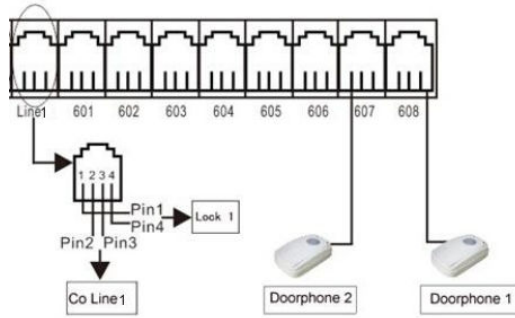 Line1 601 602 603 604 605 606 607 608
1 2 3 4
Pin1
Lock 1
Pin4
Pin2 Pin3
Co Line1
Doorphone 2
Doorphone 1